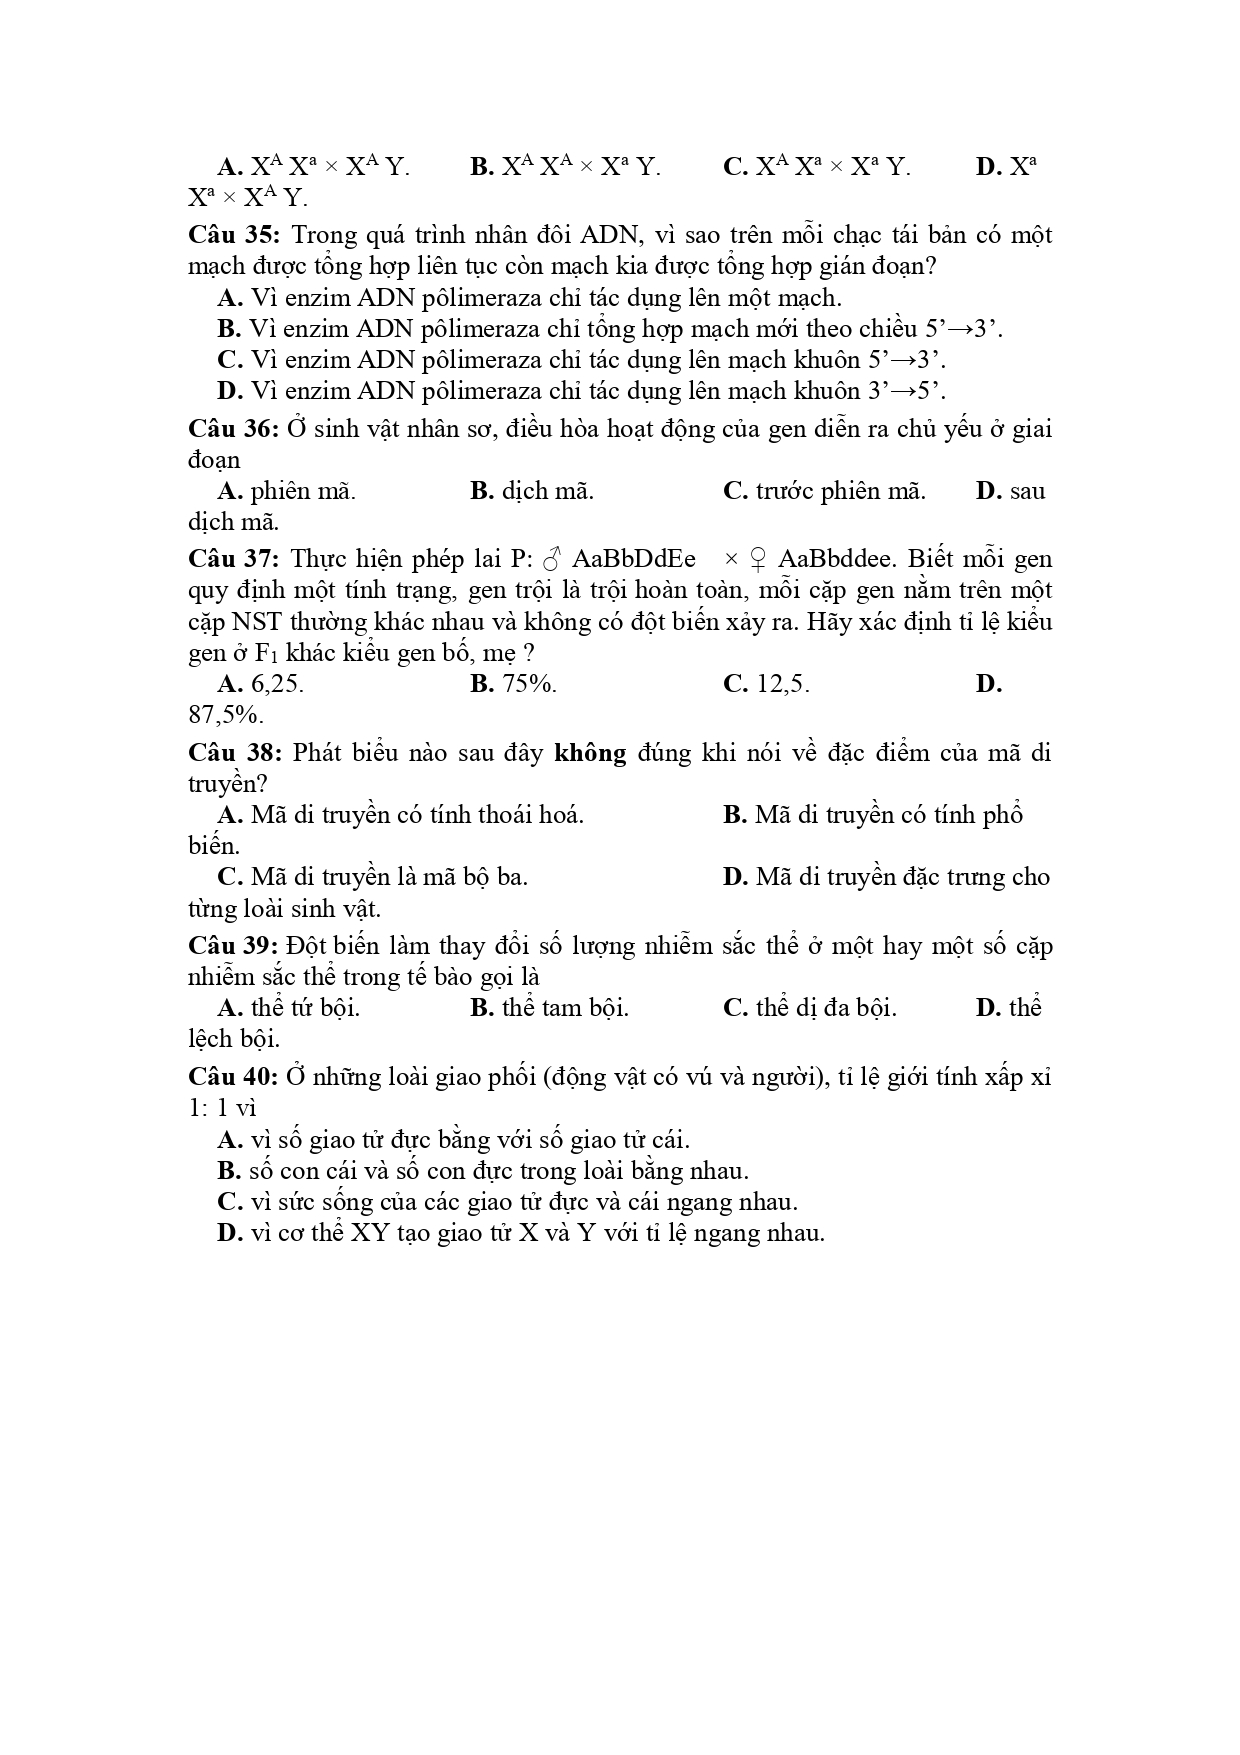 A. Xᴬ Xᵃ × Xᴬ Y. B. Xᴬ Xᴬ × Xᵃ Y. C. Xᴬ Xᵃ × Xᵃ Y. D. Xᵃ
Xᵃ × Xᴬ Y.
Câu 35: Trong quá trình nhân đôi ADN, vì sao trên mỗi chạc tái bản có một
mạch được tổng hợp liên tục còn mạch kia được tổng hợp gián đoạn?
A. Vì enzim ADN pôlimeraza chỉ tác dụng lên một mạch.
B. Vì enzim ADN pôlimeraza chỉ tổng hợp mạch mới theo chiều 5’→3’.
C. Vì enzim ADN pôlimeraza chỉ tác dụng lên mạch khuôn 5’→3’.
D. Vì enzim ADN pôlimeraza chỉ tác dụng lên mạch khuôn 3’→5’.
Câu 36: Ở sinh vật nhân sơ, điều hòa hoạt động của gen diễn ra chủ yếu ở giai
đoạn
A. phiên mã. B. dịch mã. C. trước phiên mã. D. sau
dịch mã.
Câu 37: Thực hiện phép lai P: ♂ AaBbDdEe × ♀ AaBbddee. Biết mỗi gen
quy định một tính trạng, gen trội là trội hoàn toàn, mỗi cặp gen nằm trên một
cặp NST thường khác nhau và không có đột biến xảy ra. Hãy xác định tỉ lệ kiểu
gen ở F₁ khác kiểu gen bố, mẹ ?
A. 6,25. B. 75%. C. 12,5. D.
87,5%.
Câu 38: Phát biểu nào sau đây không đúng khi nói về đặc điểm của mã di
truyền?
A. Mã di truyền có tính thoái hoá. B. Mã di truyền có tính phổ
biến.
C. Mã di truyền là mã bộ ba. D. Mã di truyền đặc trưng cho
từng loài sinh vật.
Câu 39: Đột biến làm thay đổi số lượng nhiễm sắc thể ở một hay một số cặp
nhiễm sắc thể trong tế bào gọi là
A. thể tứ bội. B. thể tam bội. C. thể dị đa bội. D. thể
lệch bội.
Câu 40: Ở những loài giao phối (động vật có vú và người), tỉ lệ giới tính xấp xỉ
1: 1 vì
A. vì số giao tử đực bằng với số giao tử cái.
B. số con cái và số con đực trong loài bằng nhau.
C. vì sức sống của các giao tử đực và cái ngang nhau.
D. vì cơ thể XY tạo giao tử X và Y với tỉ lệ ngang nhau.